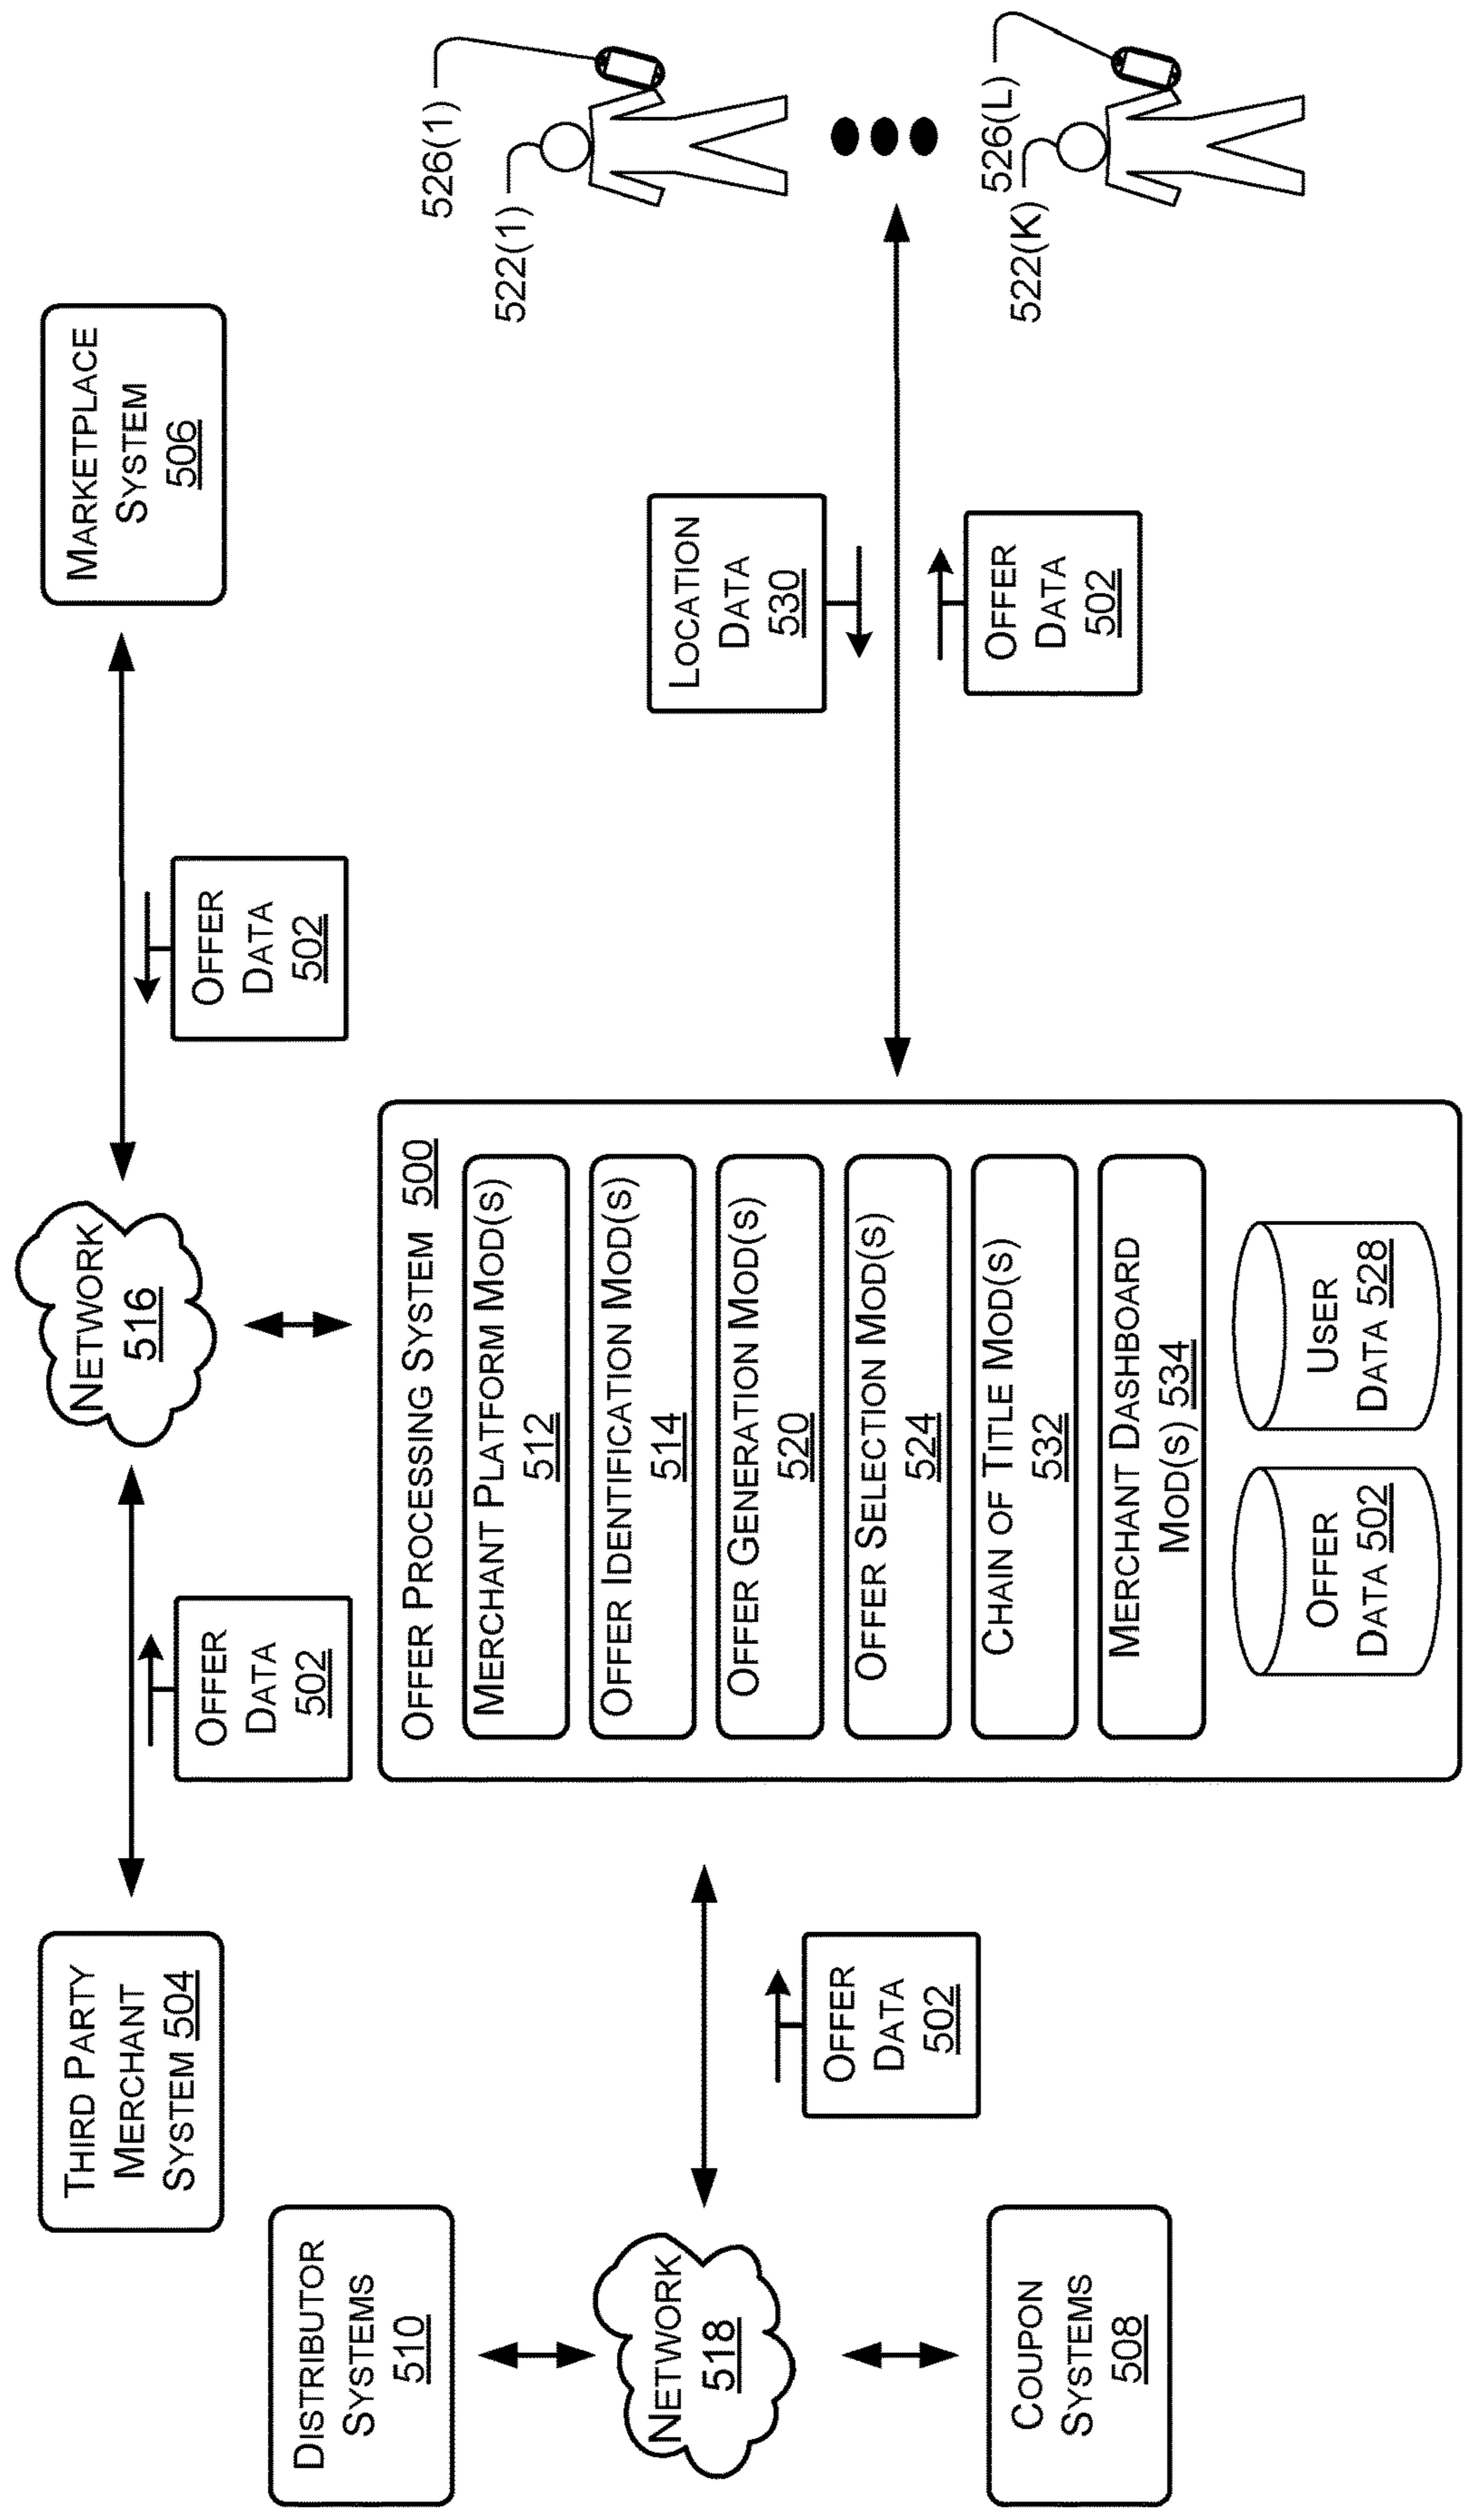 THIRD PARTY
MERCHANT
SYSTEM 504
OFFER
DATA
502
NETWORK
516
OFFER
DATA
502
MARKETPLACE
SYSTEM
506
DISTRIBUTOR
SYSTEMS
510
NETWORK
518
COUPON
SYSTEMS
508
OFFER
DATA
502
OFFER PROCESSING SYSTEM 500
MERCHANT PLATFORM MOD(S)
512
OFFER IDENTIFICATION MOD(S)
514
OFFER GENERATION MOD(S)
520
OFFER SELECTION MOD(S)
524
CHAIN OF TITLE MOD(S)
532
MERCHANT DASHBOARD
MOD(S) 534
OFFER
DATA 502
USER
DATA 528
LOCATION
DATA
530
OFFER
DATA
502
526(1)
522(1)
526(L)
522(K)